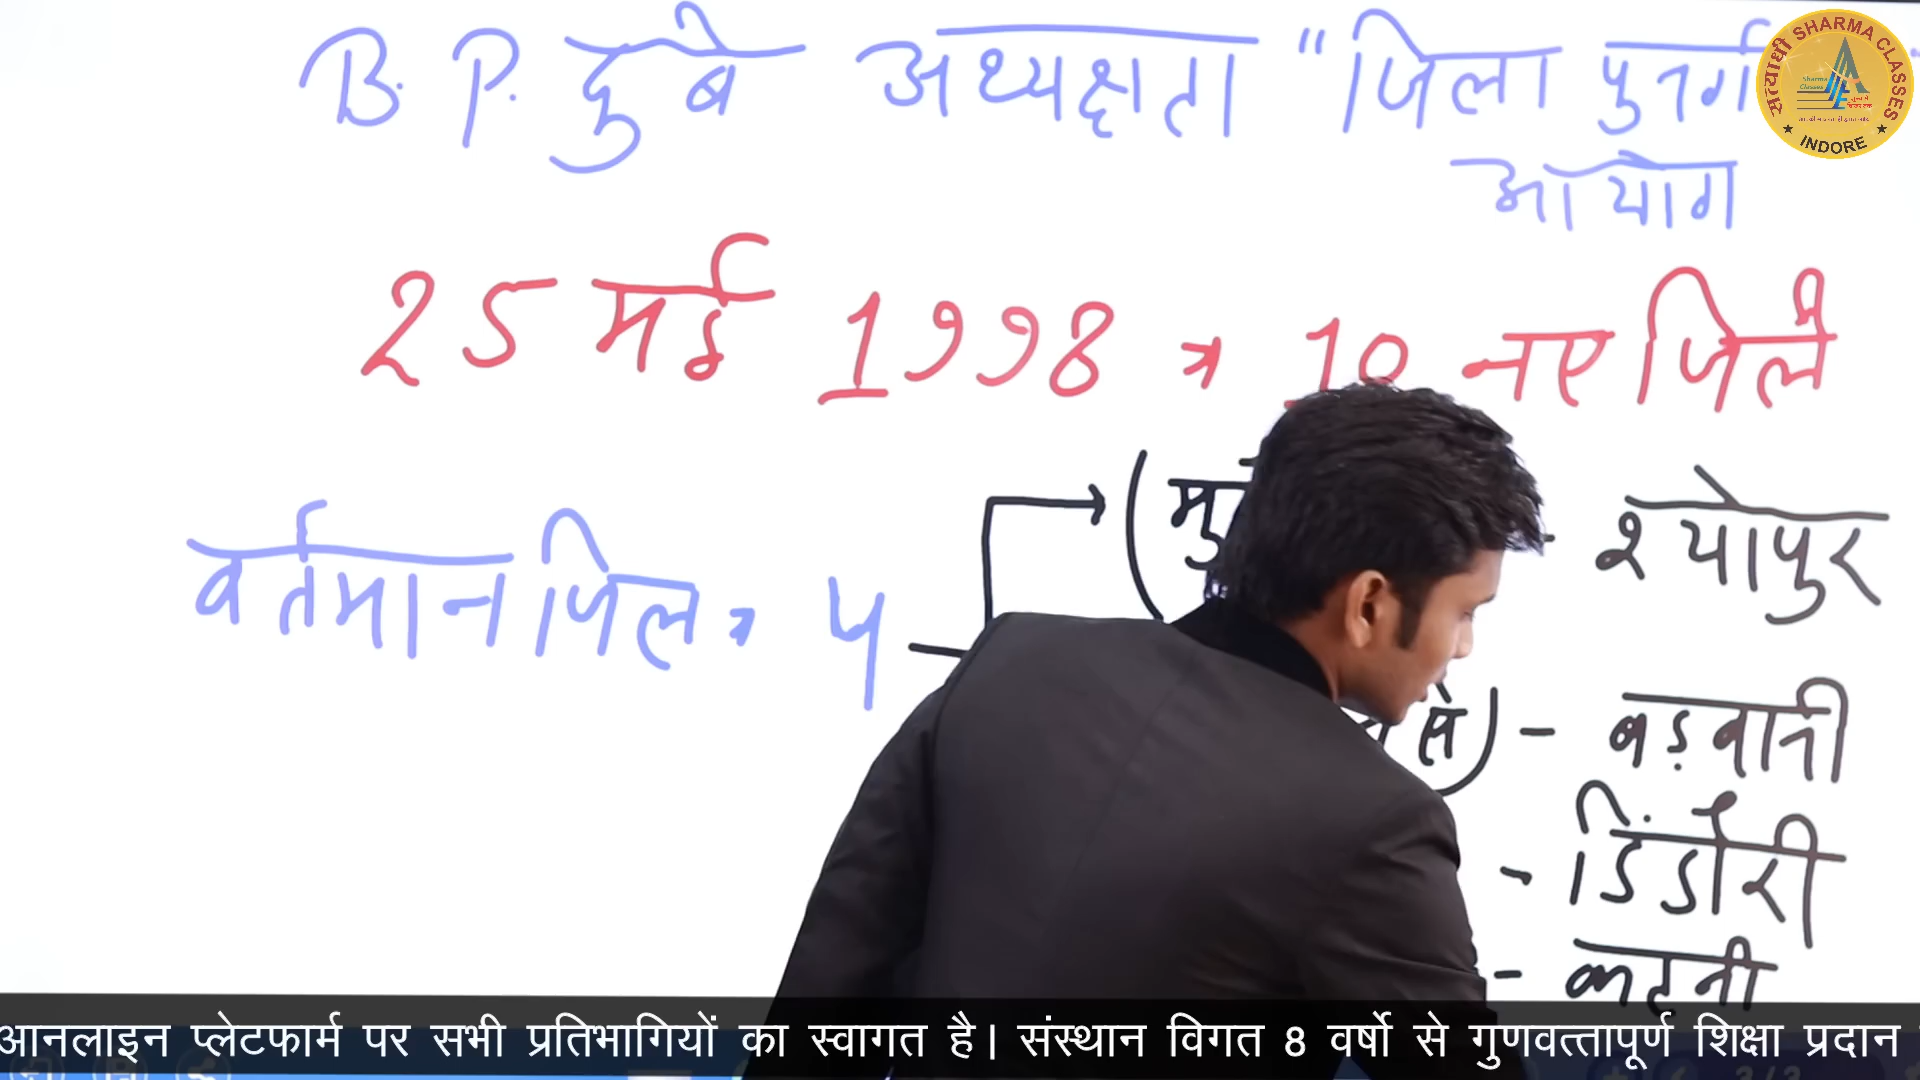 B. P. दुबे अध्यक्षता "जिला पुनर्ग
आयोग
25 मई 1998 → 10 नए जिले
(मु - श्योपुर
वर्तमान जिले → 4
से) - बड़वानी
- डिंडोरी
- कटनी
SHARMA CLASSES
INDORE
आनलाइन प्लेटफार्म पर सभी प्रतिभागियों का स्वागत है। संस्थान विगत 8 वर्षो से गुणवत्तापूर्ण शिक्षा प्रदान